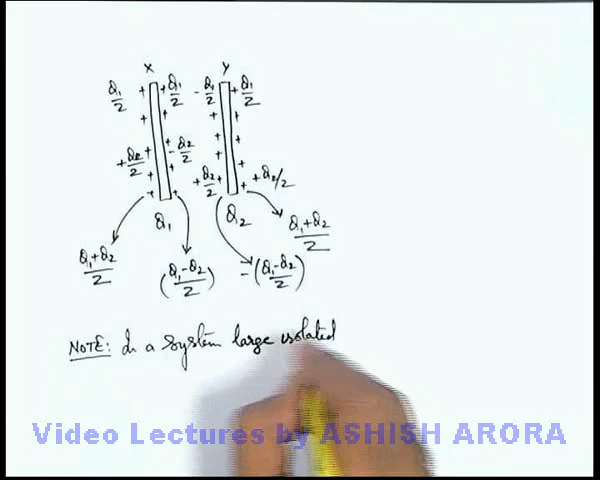 X Y
Q₁/2 + + Q₁/2 - Q₁/2 + Q₁/2
+Q₂/2 - Q₂/2 + Q₂/2 + Q₂/2
Q₁ Q₂
Q₁+Q₂/2 (Q₁-Q₂/2) -(Q₁-Q₂/2) Q₁+Q₂/2
NOTE: In a system large isolated
Video Lectures by ASHISH ARORA